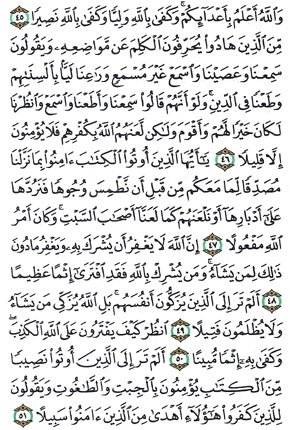 وَاللَّهُ أَعْلَمُ بِأَعْدَائِكُمْ ۚ وَكَفَىٰ بِاللَّهِ وَلِيًّا وَكَفَىٰ بِاللَّهِ نَصِيرًا ٤٥
مِّنَ الَّذِينَ هَادُوا يُحَرِّفُونَ الْكَلِمَ عَن مَّوَاضِعِهِ وَيَقُولُونَ
سَمِعْنَا وَعَصَيْنَا وَاسْمَعْ غَيْرَ مُسْمَعٍ وَرَاعِنَا لَيًّا بِأَلْسِنَتِهِمْ
وَطَعْنًا فِي الدِّينِ ۚ وَلَوْ أَنَّهُمْ قَالُوا سَمِعْنَا وَأَطَعْنَا وَاسْمَعْ وَانظُرْنَا
لَكَانَ خَيْرًا لَّهُمْ وَأَقْوَمَ وَلَٰكِن لَّعَنَهُمُ اللَّهُ بِكُفْرِهِمْ فَلَا يُؤْمِنُونَ
إِلَّا قَلِيلًا ٤٦ يَا أَيُّهَا الَّذِينَ أُوتُوا الْكِتَابَ آمِنُوا بِمَا نَزَّلْنَا
مُصَدِّقًا لِّمَا مَعَكُم مِّن قَبْلِ أَن نَّطْمِسَ وُجُوهًا فَنَرُدَّهَا
عَلَىٰ أَدْبَارِهَا أَوْ نَلْعَنَهُمْ كَمَا لَعَنَّا أَصْحَابَ السَّبْتِ ۚ وَكَانَ أَمْرُ
اللَّهِ مَفْعُولًا ٤٧ إِنَّ اللَّهَ لَا يَغْفِرُ أَن يُشْرَكَ بِهِ وَيَغْفِرُ مَا دُونَ
ذَٰلِكَ لِمَن يَشَاءُ ۚ وَمَن يُشْرِكْ بِاللَّهِ فَقَدِ افْتَرَىٰ إِثْمًا عَظِيمًا
٤٨ أَلَمْ تَرَ إِلَى الَّذِينَ يُزَكُّونَ أَنفُسَهُم ۚ بَلِ اللَّهُ يُزَكِّي مَن يَشَاءُ
وَلَا يُظْلَمُونَ فَتِيلًا ٤٩ انظُرْ كَيْفَ يَفْتَرُونَ عَلَى اللَّهِ الْكَذِبَ ۖ
وَكَفَىٰ بِهِ إِثْمًا مُّبِينًا ٥٠ أَلَمْ تَرَ إِلَى الَّذِينَ أُوتُوا نَصِيبًا
مِّنَ الْكِتَابِ يُؤْمِنُونَ بِالْجِبْتِ وَالطَّاغُوتِ وَيَقُولُونَ
لِلَّذِينَ كَفَرُوا هَٰؤُلَاءِ أَهْدَىٰ مِنَ الَّذِينَ آمَنُوا سَبِيلًا ٥١